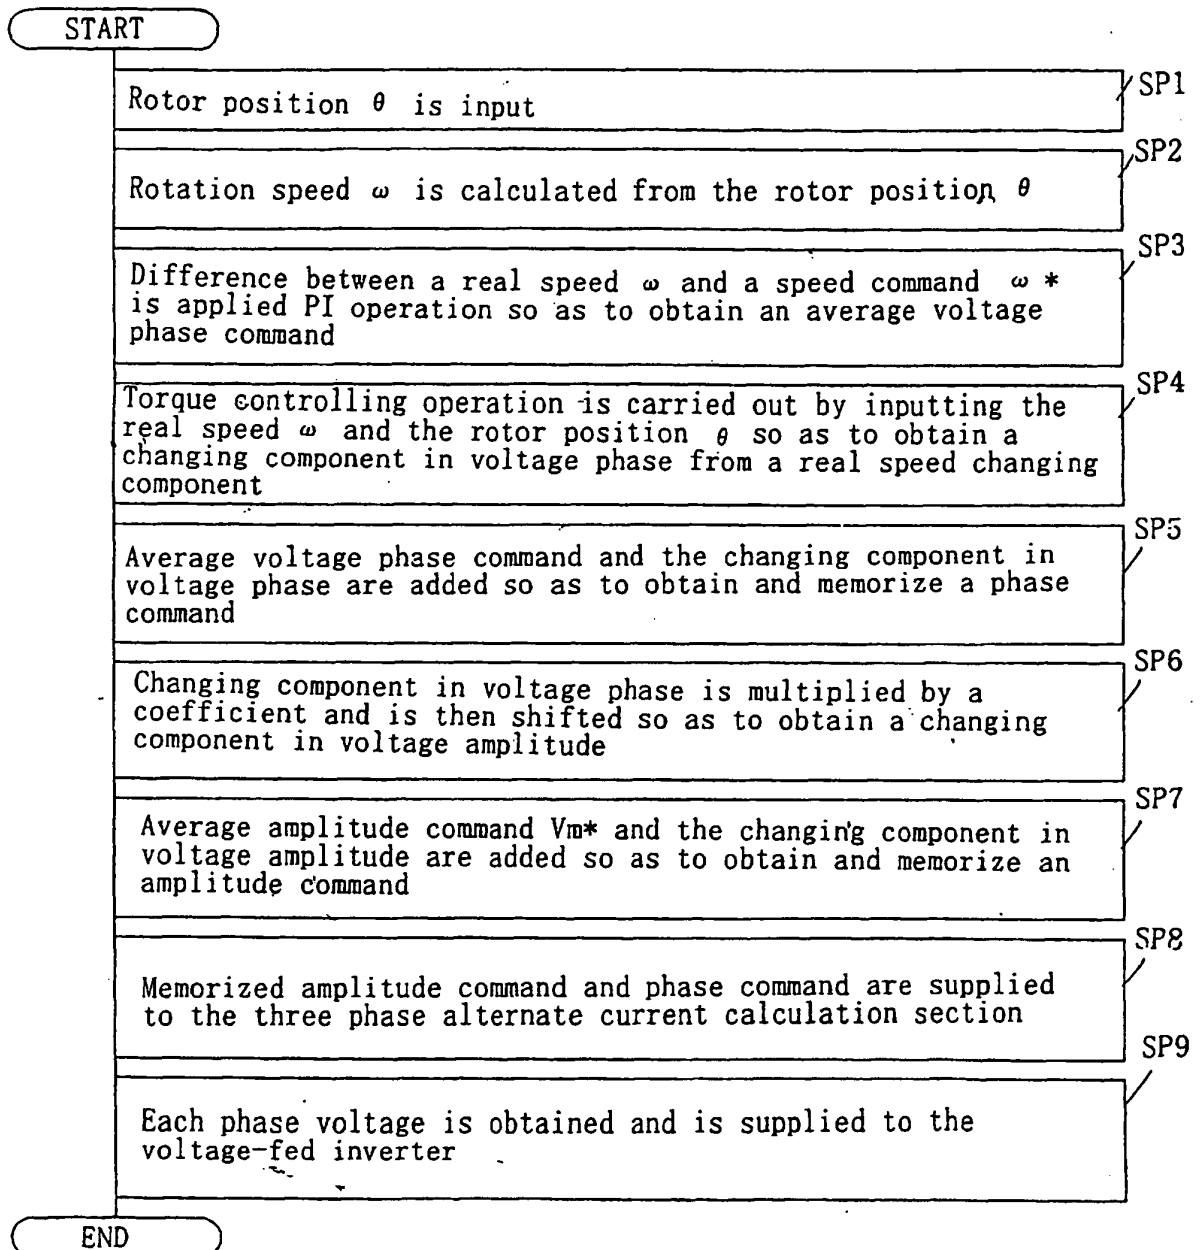 START
SP1
Rotor position θ is input
SP2
Rotation speed ω is calculated from the rotor position θ
SP3
Difference between a real speed ω and a speed command ω *
is applied PI operation so as to obtain an average voltage
phase command
SP4
Torque controlling operation is carried out by inputting the
real speed ω and the rotor position θ so as to obtain a
changing component in voltage phase from a real speed changing
component
SP5
Average voltage phase command and the changing component in
voltage phase are added so as to obtain and memorize a phase
command
SP6
Changing component in voltage phase is multiplied by a
coefficient and is then shifted so as to obtain a changing
component in voltage amplitude
SP7
Average amplitude command Vm* and the changing component in
voltage amplitude are added so as to obtain and memorize an
amplitude command
SP8
Memorized amplitude command and phase command are supplied
to the three phase alternate current calculation section
SP9
Each phase voltage is obtained and is supplied to the
voltage-fed inverter
END